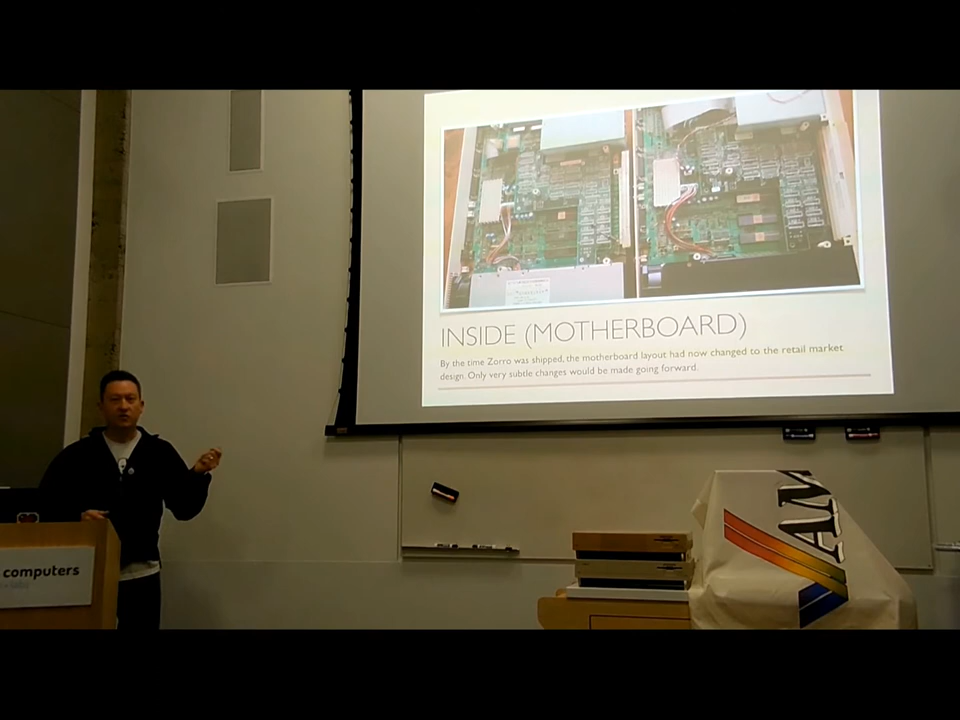 INSIDE (MOTHERBOARD)
By the time Zorro was shipped, the motherboard layout had now changed to the retail market
design. Only very subtle changes would be made going forward.
computers
AM